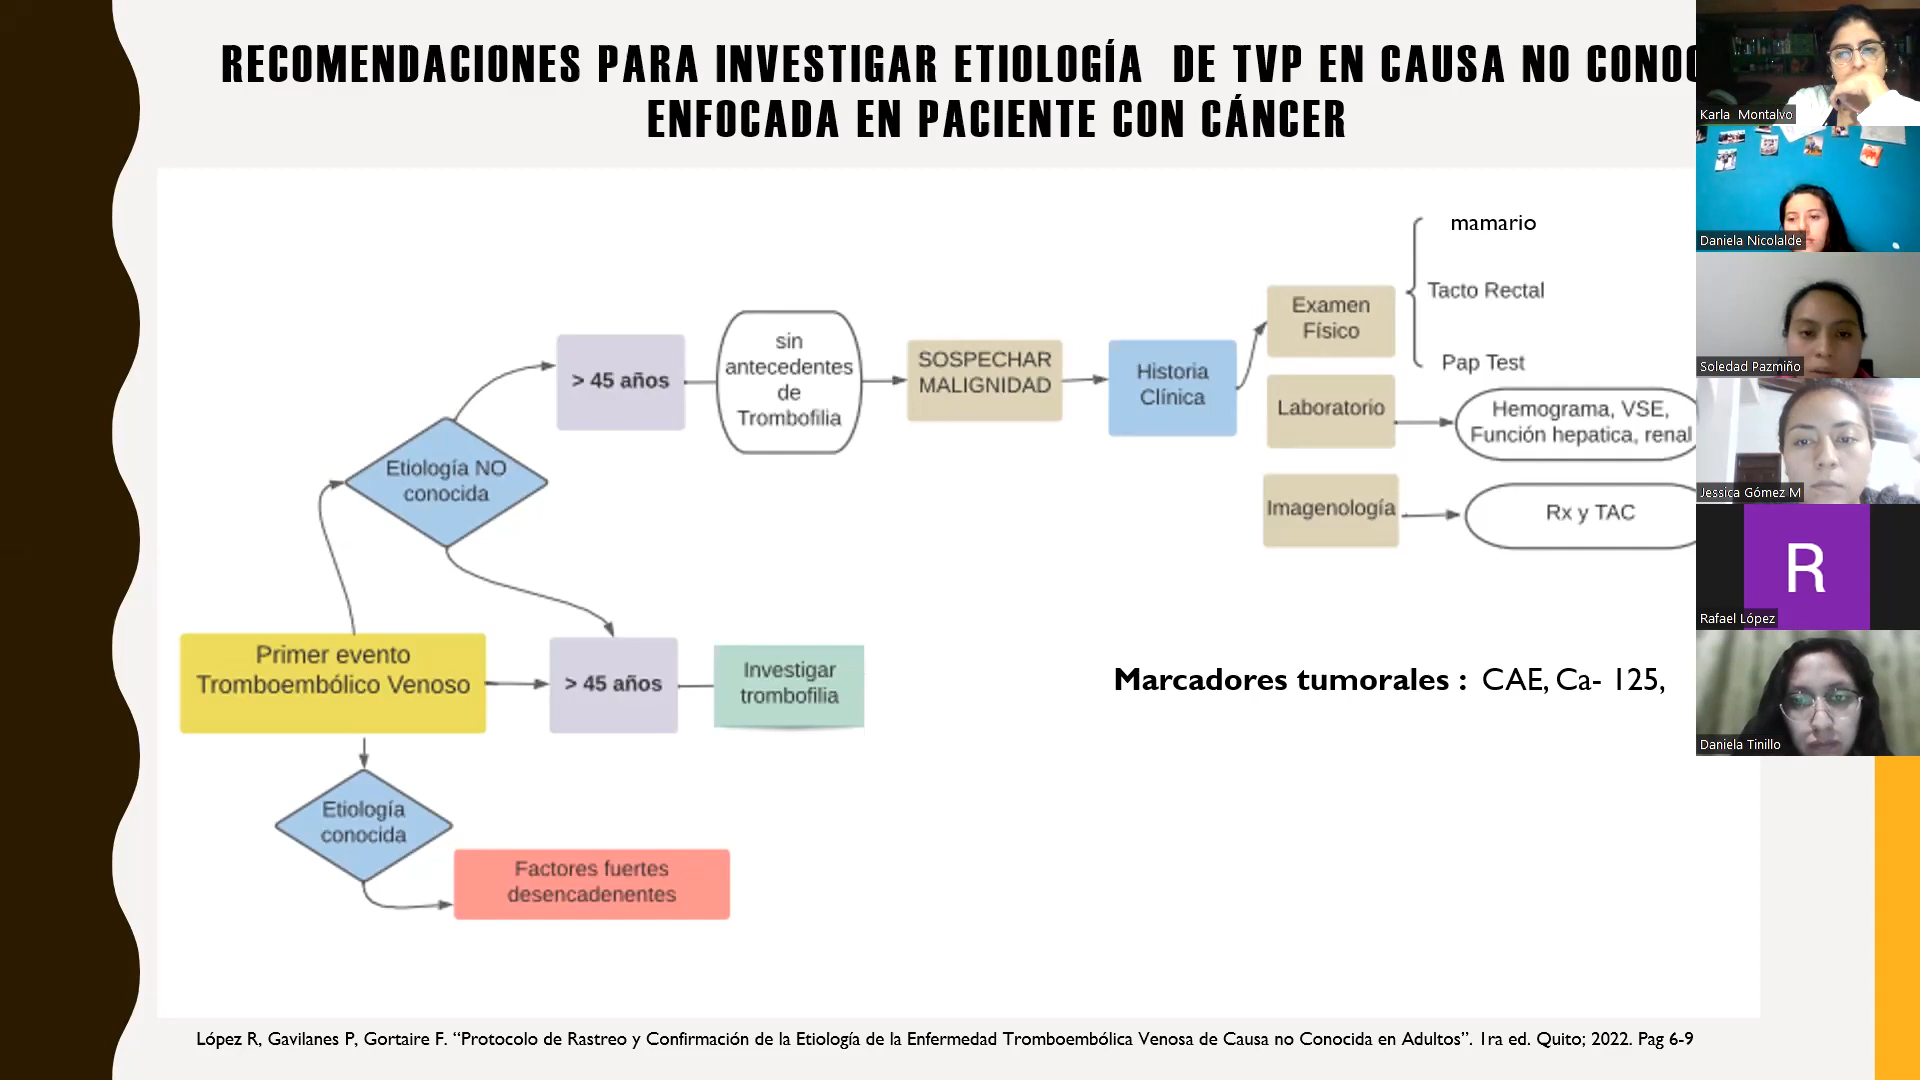 RECOMENDACIONES PARA INVESTIGAR ETIOLOGÍA DE TVP EN CAUSA NO
ENFOCADA EN PACIENTE CON CÁNCER
mamario
Tacto Rectal
Pap Test
Examen
Físico
> 45 años
sin
antecedentes
de
Trombofilia
SOSPECHAR
MALIGNIDAD
Historia
Clínica
Laboratorio
Hemograma, VSE,
Función hepatica, renal
Imagenología
Rx y TAC
Etiología NO
conocida
Primer evento
Tromboembólico Venoso
> 45 años
Investigar
trombofilia
Marcadores tumorales : CAE, Ca- 125,
Etiología
conocida
Factores fuertes
desencadenentes
López R, Gavilanes P, Gortaire F. “Protocolo de Rastreo y Confirmación de la Etiología de la Enfermedad Tromboembólica Venosa de Causa no Conocida en Adultos”. 1ra ed. Quito; 2022. Pag 6-9
Karla Montalvo
Daniela Nicolalde
Soledad Pazmiño
Jessica Gómez M
R
Rafael López
Daniela Tinillo